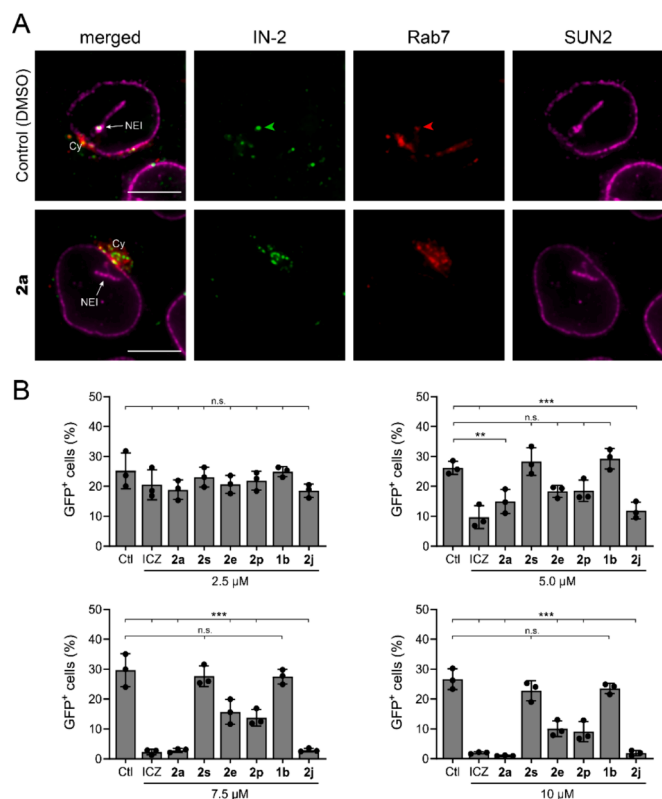 A
merged IN-2 Rab7 SUN2
Control (DMSO)
NEI
Cy
2a
Cy
NEI
B
GFP+ cells (%)
50
40
30
20
10
0
n.s.
Ctl ICZ 2a 2s 2e 2p 1b 2j
2.5 µM
GFP+ cells (%)
50
40
30
20
10
0
***
n.s.
**
Ctl ICZ 2a 2s 2e 2p 1b 2j
5.0 µM
GFP+ cells (%)
50
40
30
20
10
0
***
n.s.
Ctl ICZ 2a 2s 2e 2p 1b 2j
7.5 µM
GFP+ cells (%)
50
40
30
20
10
0
***
n.s.
Ctl ICZ 2a 2s 2e 2p 1b 2j
10 µM